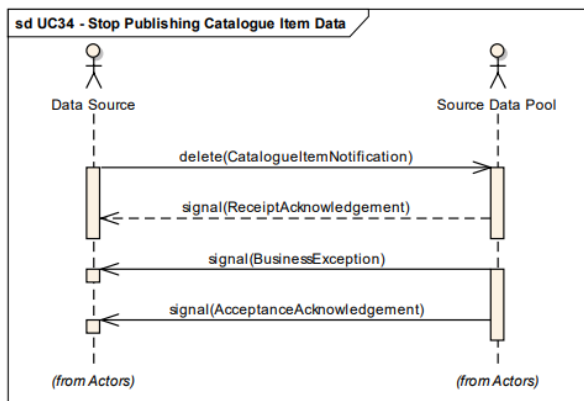 sd UC34 - Stop Publishing Catalogue Item Data
Data Source
Source Data Pool
delete(CatalogueItemNotification)
signal(ReceiptAcknowledgement)
signal(BusinessException)
signal(AcceptanceAcknowledgement)
(from Actors)
(from Actors)